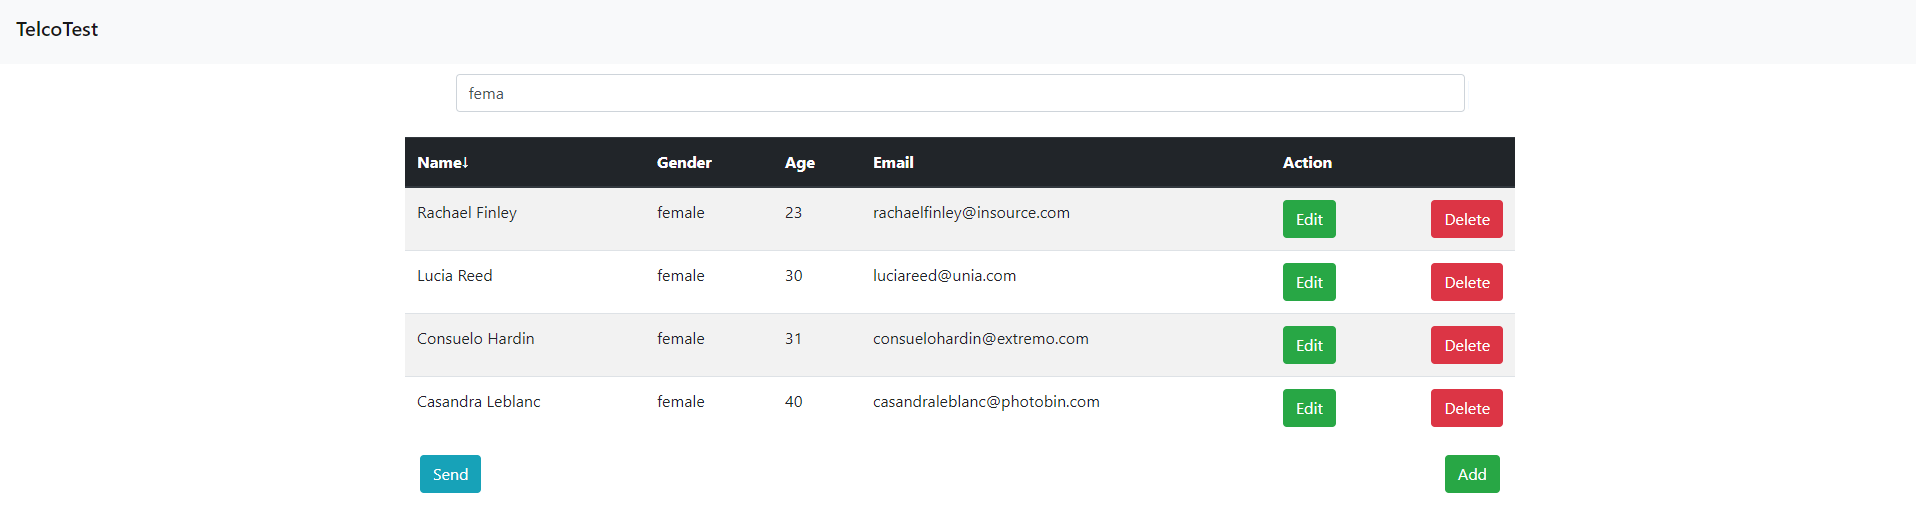 TelcoTest
fema
Name↓ Gender Age Email Action
Rachael Finley female 23 rachaelfinley@insource.com Edit Delete
Lucia Reed female 30 luciareed@unia.com Edit Delete
Consuelo Hardin female 31 consuelohardin@extremo.com Edit Delete
Casandra Leblanc female 40 casandraleblanc@photobin.com Edit Delete
Send Add